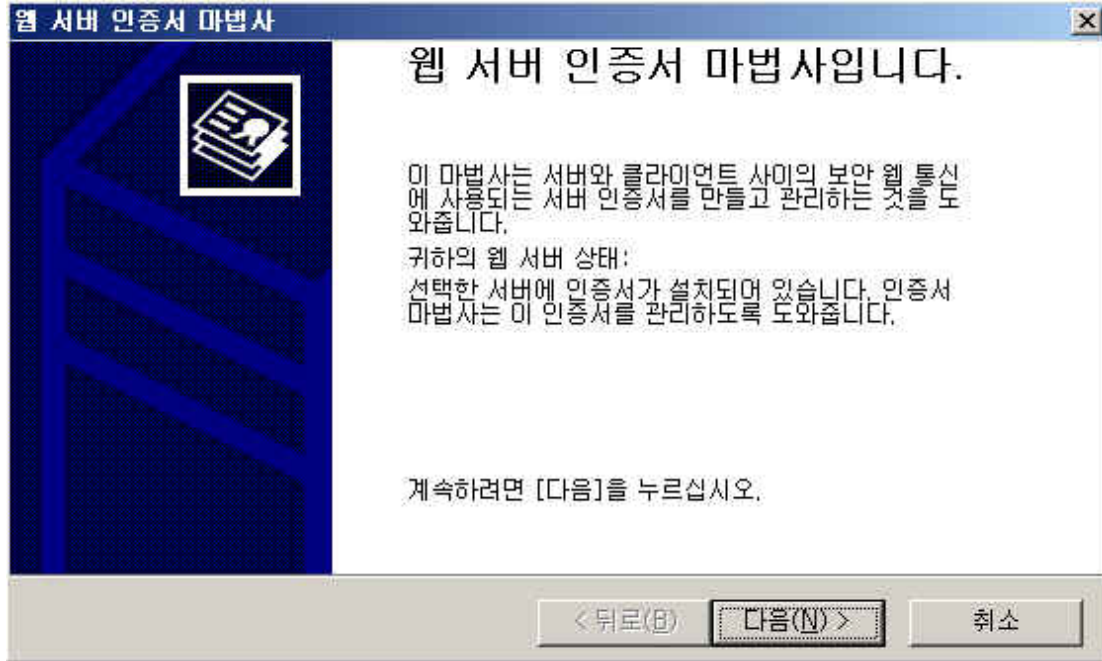 웹 서버 인증서 마법사
웹 서버 인증서 마법사입니다.
이 마법사는 서버와 클라이언트 사이의 보안 웹 통신
에 사용되는 서버 인증서를 만들고 관리하는 것을 도
와줍니다.
귀하의 웹 서버 상태:
선택한 서버에 인증서가 설치되어 있습니다. 인증서
마법사는 이 인증서를 관리하도록 도와줍니다.
계속하려면 [다음]을 누르십시오.
< 뒤로(B) 다음(N) > 취소